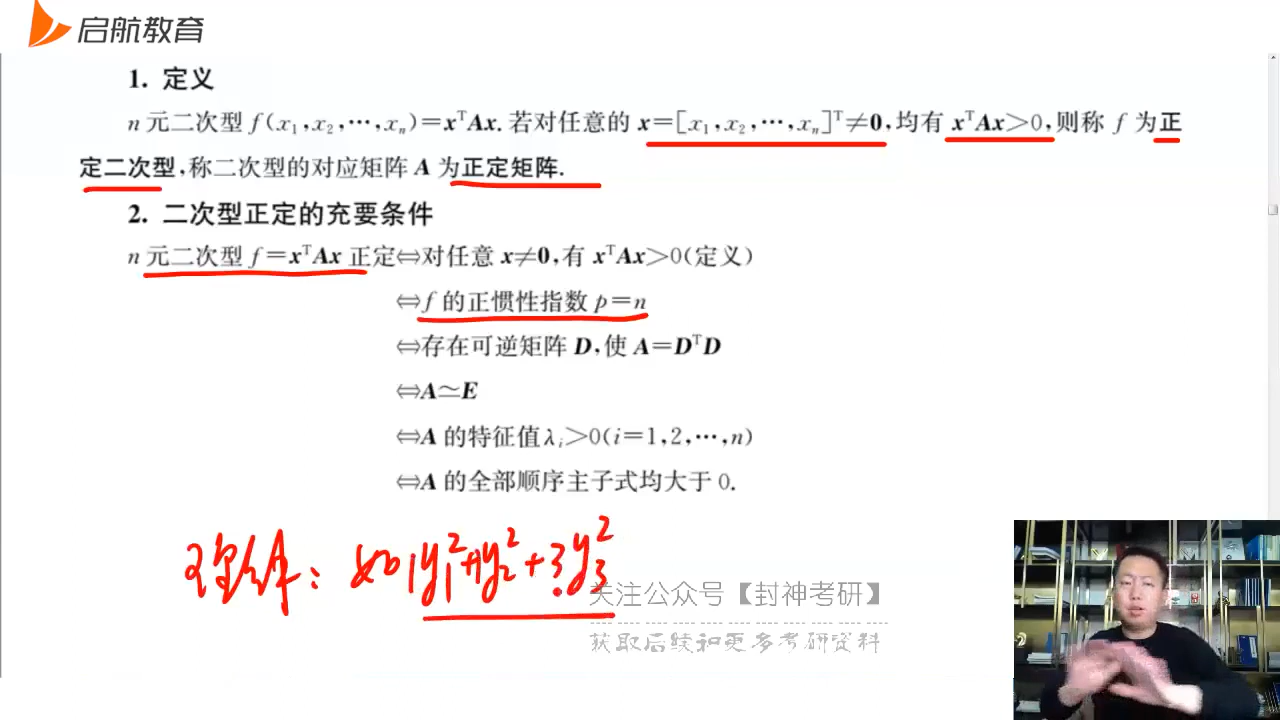 启航教育
1. 定义
n 元二次型 f(x₁,x₂,⋯,xₙ)=xᵀAx. 若对任意的 x=[x₁,x₂,⋯,xₙ]ᵀ≠0,均有 xᵀAx>0,则称 f 为正
定二次型,称二次型的对应矩阵 A 为正定矩阵.
2. 二次型正定的充要条件
n 元二次型 f=xᵀAx 正定⇔对任意 x≠0,有 xᵀAx>0(定义)
⇔f 的正惯性指数 p=n
⇔存在可逆矩阵 D,使 A=DᵀD
⇔A≃E
⇔A 的特征值 λᵢ>0(i=1,2,⋯,n)
⇔A 的全部顺序主子式均大于 0.
理解: 如 1y₁²+1y₂²+3y₃²
关注公众号【封神考研】
获取后续和更多考研资料